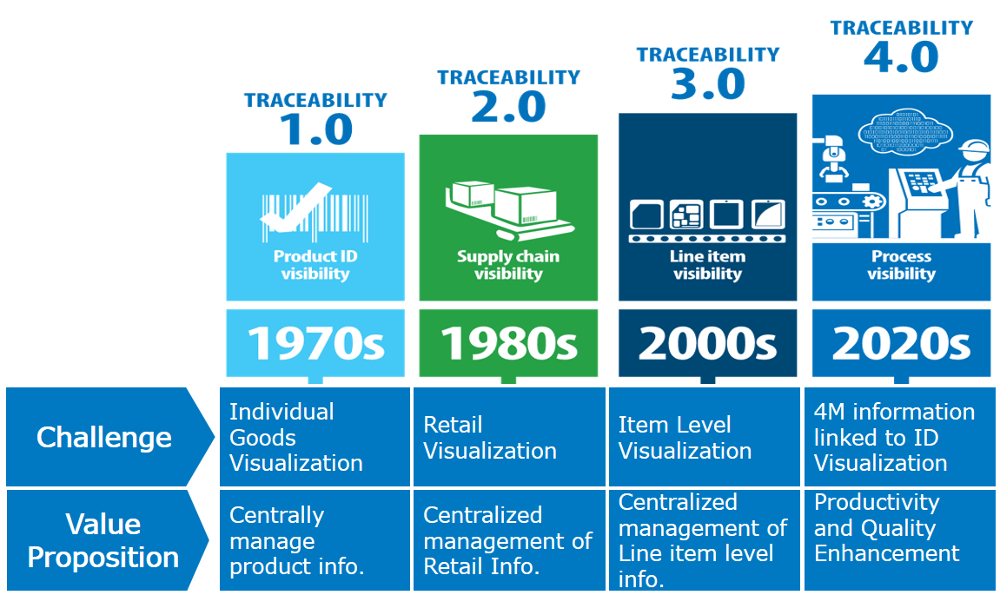 TRACEABILITY
1.0
Product ID
visibility
1970s
TRACEABILITY
2.0
Supply chain
visibility
1980s
TRACEABILITY
3.0
Line item
visibility
2000s
TRACEABILITY
4.0
Process
visibility
2020s
Challenge
Individual
Goods
Visualization
Retail
Visualization
Item Level
Visualization
4M information
linked to ID
Visualization
Value
Proposition
Centrally
manage
product info.
Centralized
management of
Retail Info.
Centralized
management of
Line item level
info.
Productivity
and Quality
Enhancement